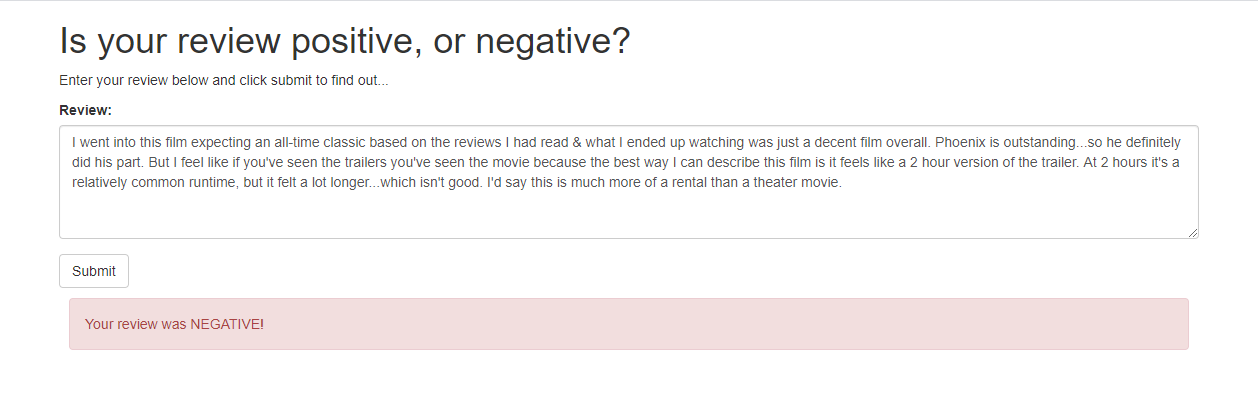 Is your review positive, or negative?
Enter your review below and click submit to find out...
Review:
I went into this film expecting an all-time classic based on the reviews I had read & what I ended up watching was just a decent film overall. Phoenix is outstanding...so he definitely
did his part. But I feel like if you've seen the trailers you've seen the movie because the best way I can describe this film is it feels like a 2 hour version of the trailer. At 2 hours it's a
relatively common runtime, but it felt a lot longer...which isn't good. I'd say this is much more of a rental than a theater movie.
Submit
Your review was NEGATIVE!